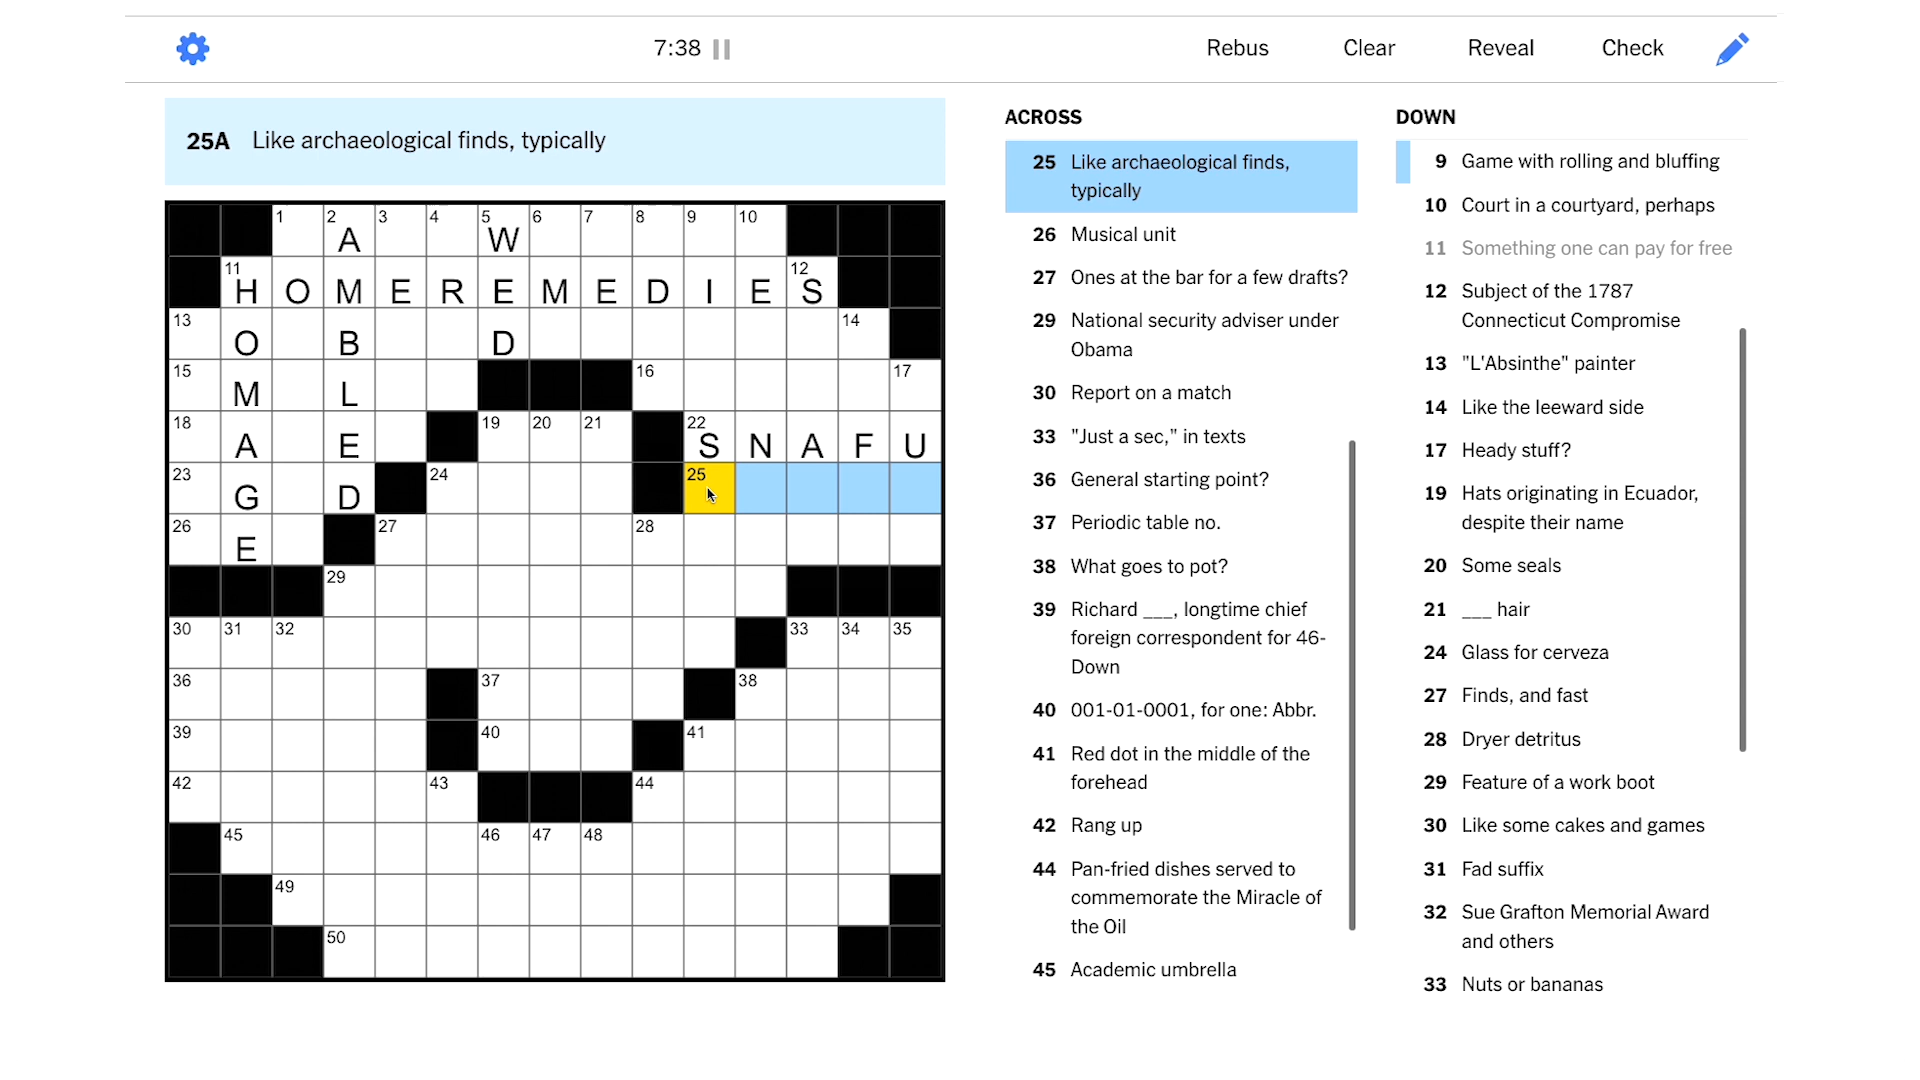 7:38
Rebus
Clear
Reveal
Check
25A Like archaeological finds, typically
1 2 3 4 5 6 7 8 9 10
A W
11 12
H O M E R E M E D I E S
13 14
O B D
15 16 17
M L
18 19 20 21 22
A E S N A F U
23 24 25
G D
26 27 28
E
29
30 31 32 33 34 35
36 37 38
39 40 41
42 43 44
45 46 47 48
49
50
ACROSS
25 Like archaeological finds,
typically
26 Musical unit
27 Ones at the bar for a few drafts?
29 National security adviser under
Obama
30 Report on a match
33 "Just a sec," in texts
36 General starting point?
37 Periodic table no.
38 What goes to pot?
39 Richard ___, longtime chief
foreign correspondent for 46-
Down
40 001-01-0001, for one: Abbr.
41 Red dot in the middle of the
forehead
42 Rang up
44 Pan-fried dishes served to
commemorate the Miracle of
the Oil
45 Academic umbrella
DOWN
9 Game with rolling and bluffing
10 Court in a courtyard, perhaps
11 Something one can pay for free
12 Subject of the 1787
Connecticut Compromise
13 "L'Absinthe" painter
14 Like the leeward side
17 Heady stuff?
19 Hats originating in Ecuador,
despite their name
20 Some seals
21 ___ hair
24 Glass for cerveza
27 Finds, and fast
28 Dryer detritus
29 Feature of a work boot
30 Like some cakes and games
31 Fad suffix
32 Sue Grafton Memorial Award
and others
33 Nuts or bananas